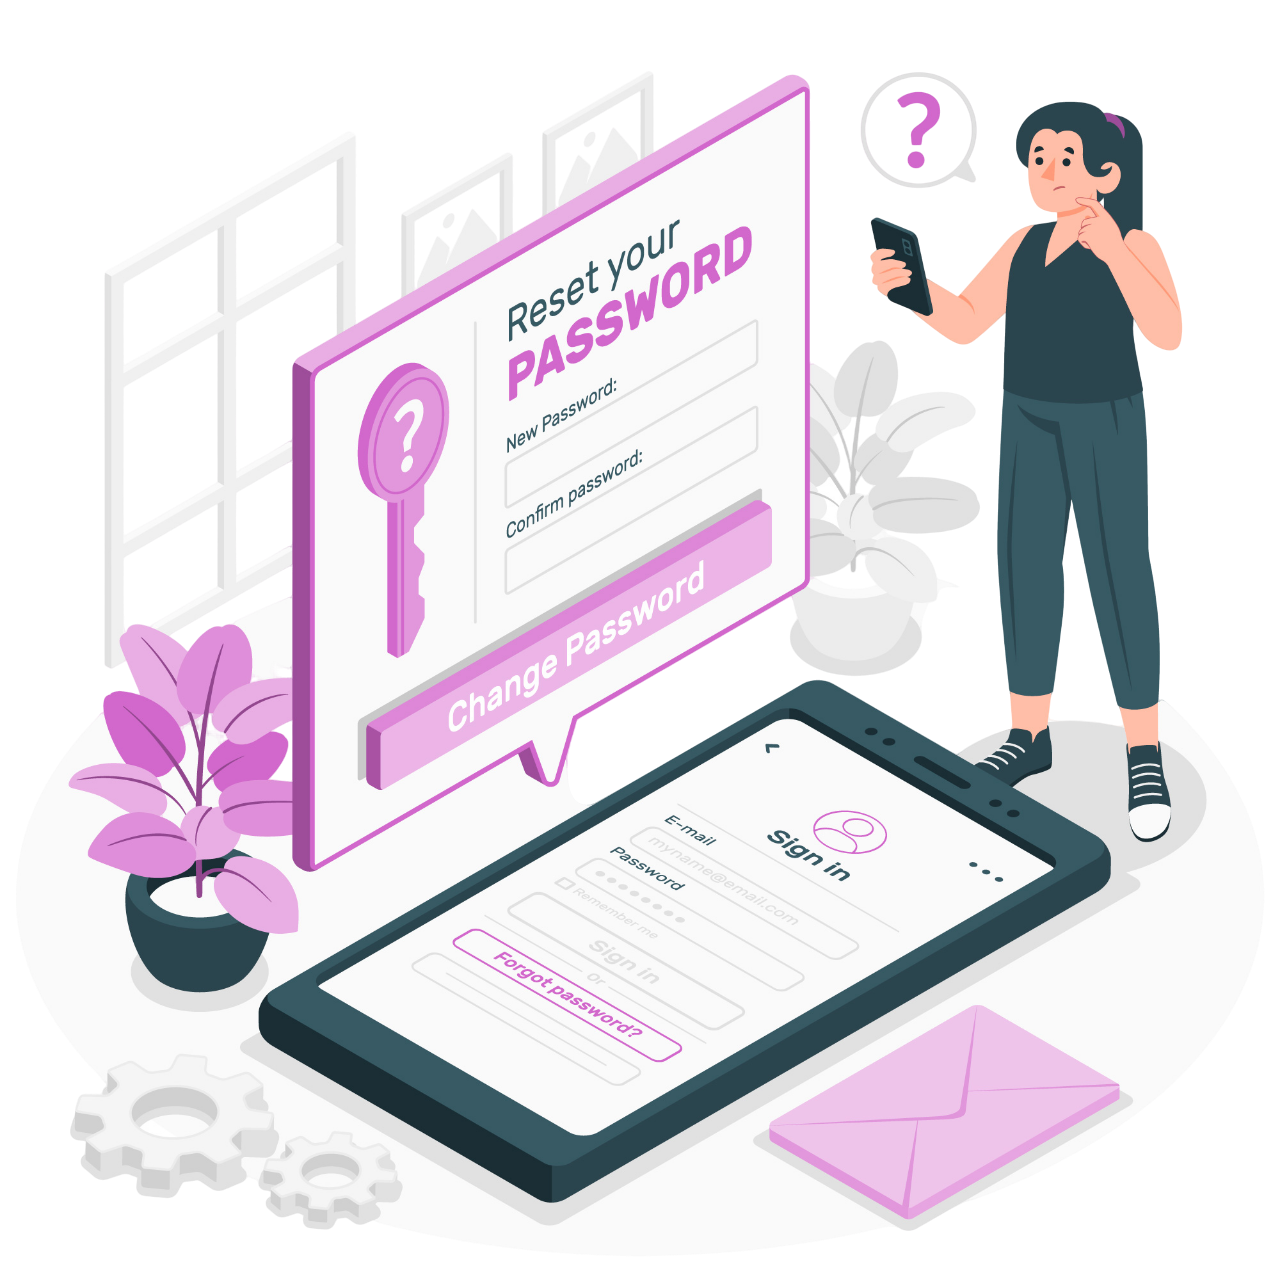 ?
Reset your
PASSWORD
?
New Password:
Confirm password:
Change Password
Sign in
E-mail
myname@email.com
Password
Remember me
Sign in
or
Forgot password?